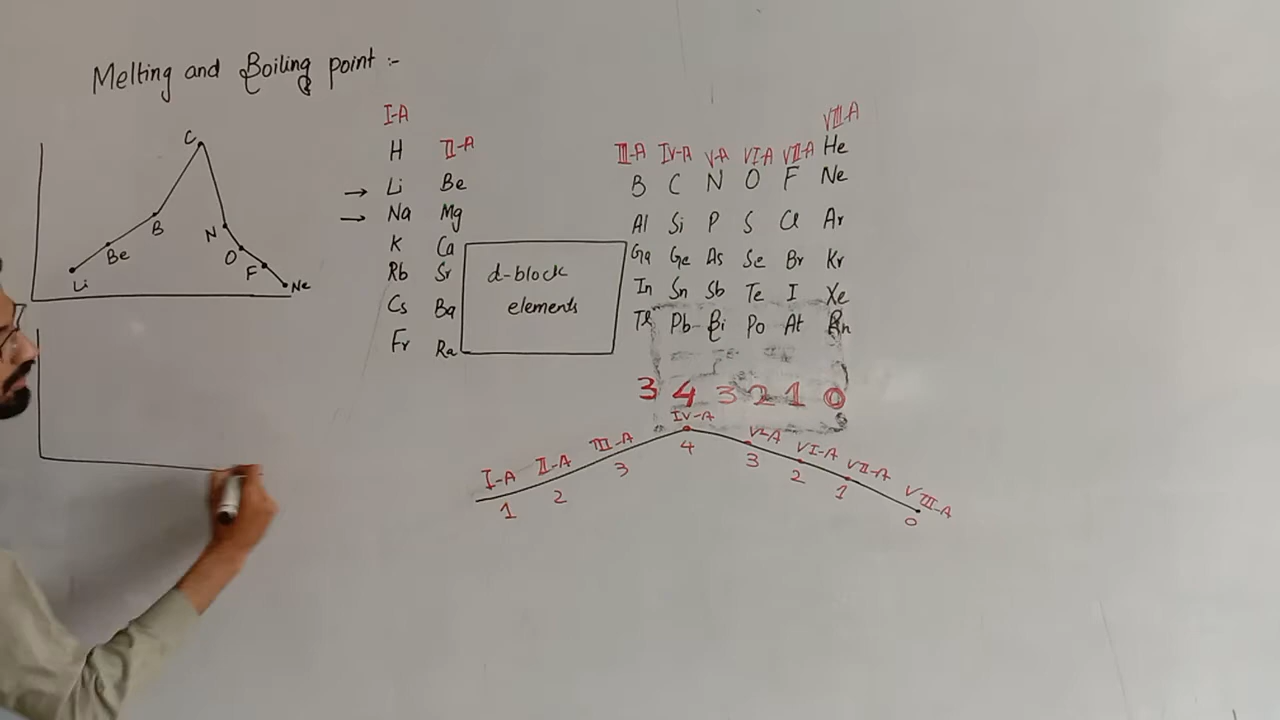 Melting and Boiling point :-
C
B
Be
Li
N
O
F
Ne
I-A
H II-A
→ Li Be
→ Na Mg
K Ca
Rb Sr
Cs Ba
Fr Ra
d-block
elements
VIII-A
III-A IV-A V-A VI-A VII-A He
B C N O F Ne
Al Si P S Cl Ar
Ga Ge As Se Br Kr
In Sn Sb Te I Xe
Tl Pb Bi Po At Rn
3 4 3 2 1 0
I-A II-A III-A IV-A V-A VI-A VII-A VIII-A
1 2 3 4 3 2 1 0